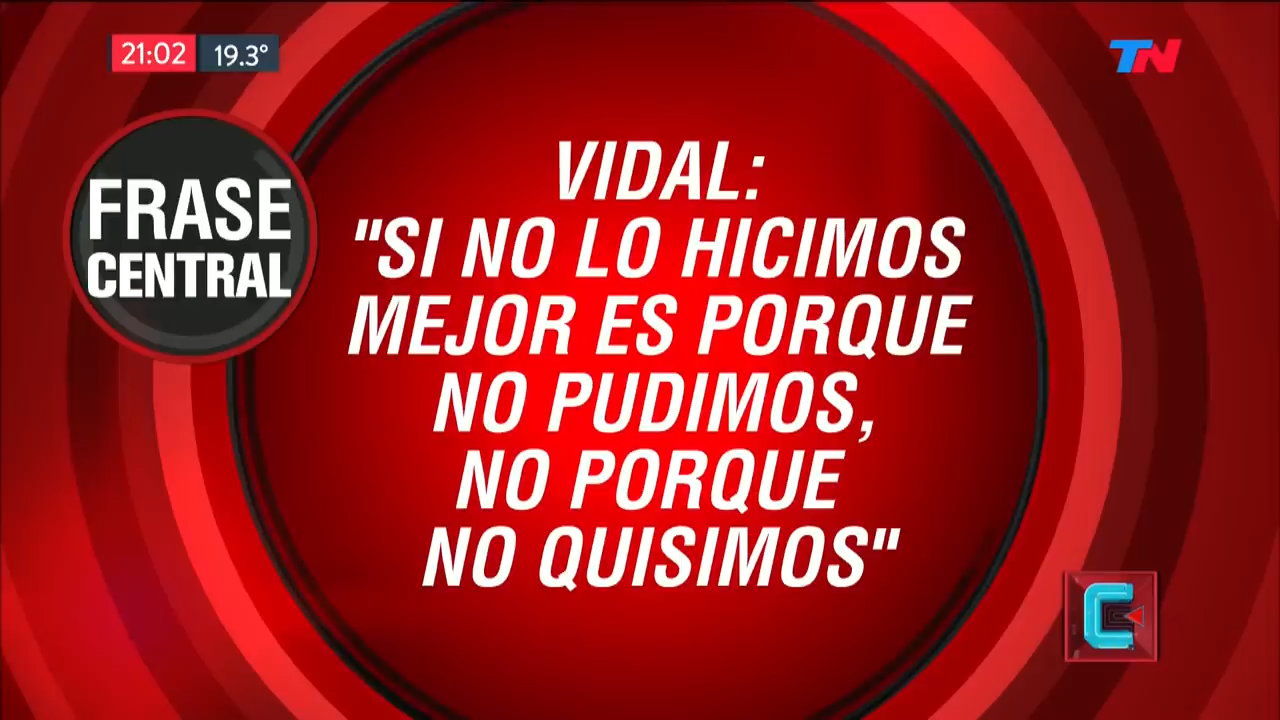 21:02 19.3°
TN
FRASE
CENTRAL
VIDAL:
"SI NO LO HICIMOS
MEJOR ES PORQUE
NO PUDIMOS,
NO PORQUE
NO QUISIMOS"
C